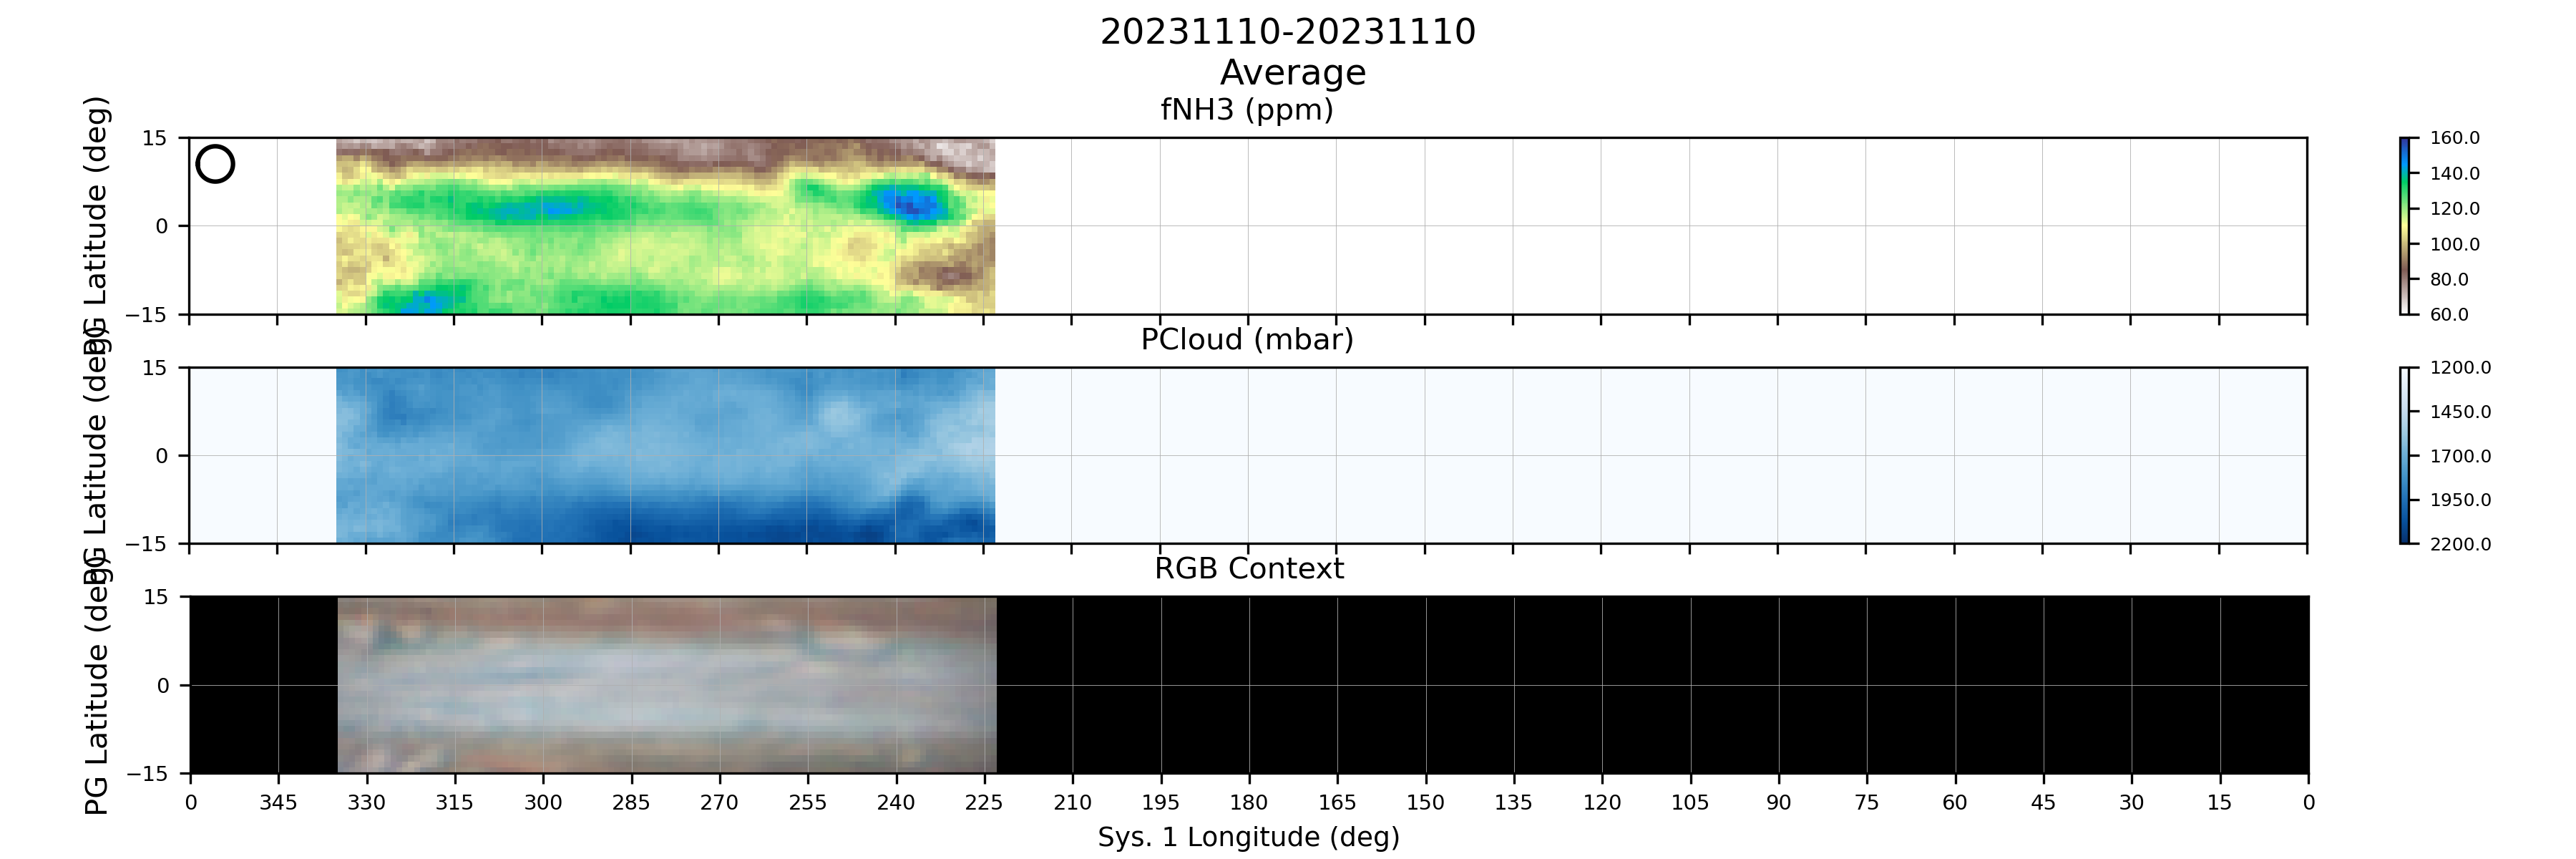 20231110-20231110
Average
fNH3 (ppm)
PG Latitude (deg)
15
0
−15
160.0
140.0
120.0
100.0
80.0
60.0
PCloud (mbar)
PG Latitude (deg)
15
0
−15
1200.0
1450.0
1700.0
1950.0
2200.0
RGB Context
PG Latitude (deg)
15
0
−15
0 345 330 315 300 285 270 255 240 225 210 195 180 165 150 135 120 105 90 75 60 45 30 15 0
Sys. 1 Longitude (deg)